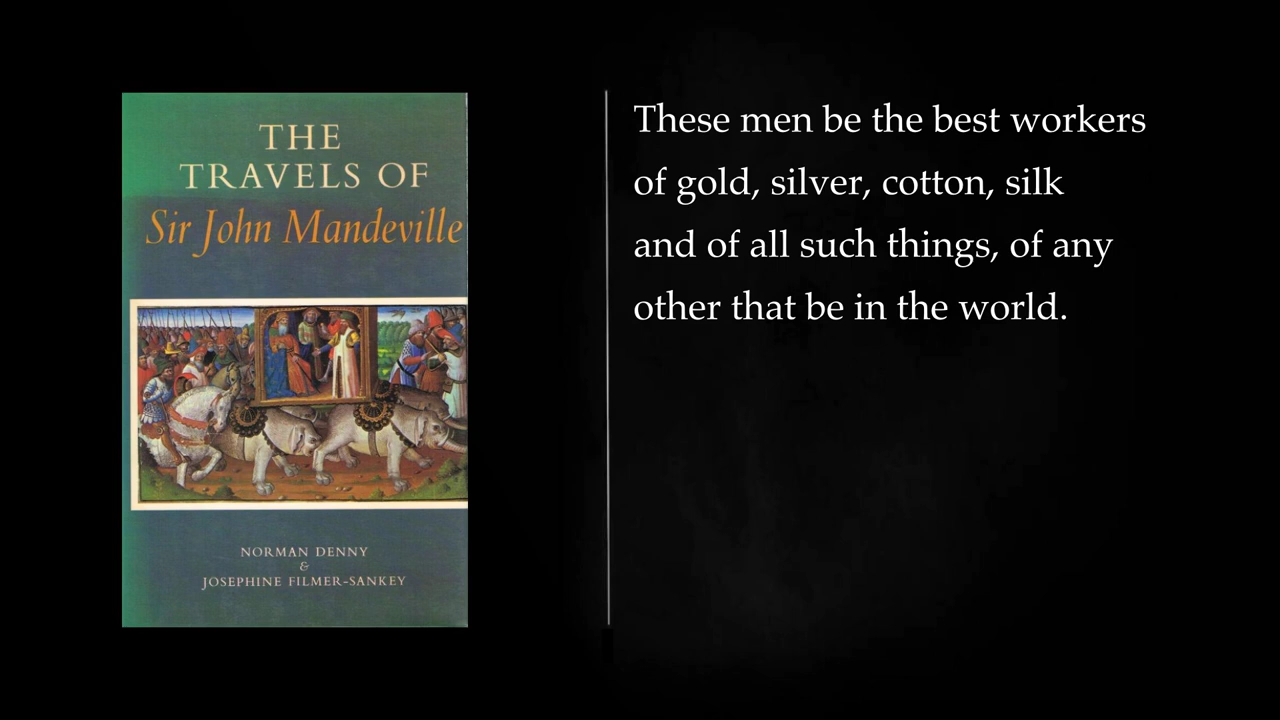 THE
TRAVELS OF
Sir John Mandeville
NORMAN DENNY
&
JOSEPHINE FILMER-SANKEY
These men be the best workers
of gold, silver, cotton, silk
and of all such things, of any
other that be in the world.